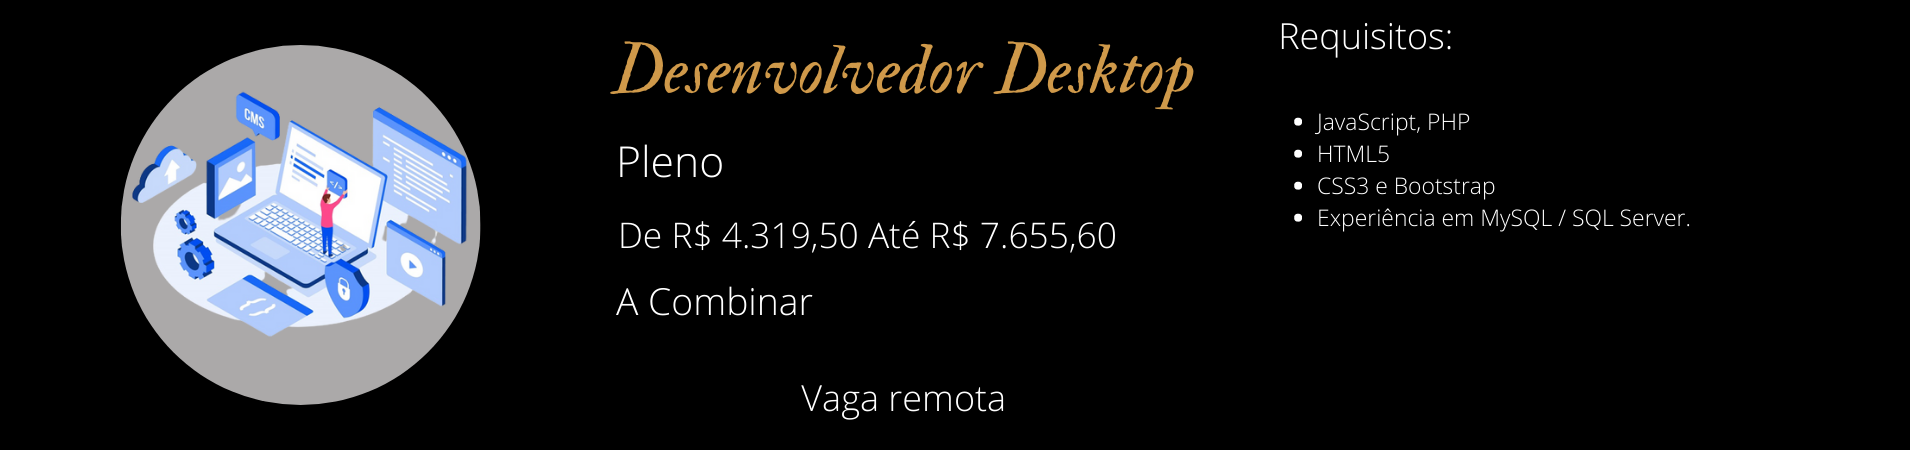 CMS
</>
Desenvolvedor Desktop
Pleno
De R$ 4.319,50 Até R$ 7.655,60
A Combinar
Vaga remota
Requisitos:
• JavaScript, PHP
• HTML5
• CSS3 e Bootstrap
• Experiência em MySQL / SQL Server.